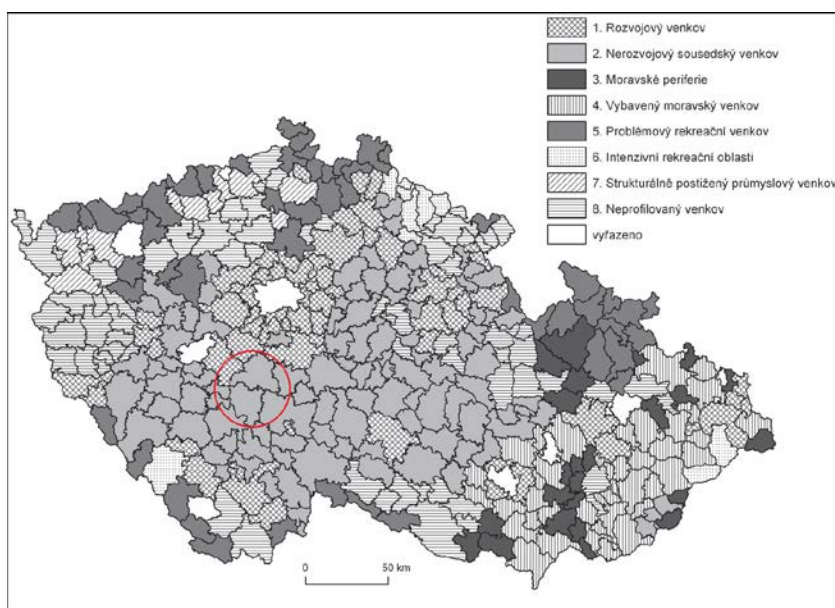 1. Rozvojový venkov
2. Nerozvojový sousedský venkov
3. Moravské periferie
4. Vybavený moravský venkov
5. Problémový rekreační venkov
6. Intenzivní rekreační oblasti
7. Strukturálně postižený průmyslový venkov
8. Neprofilovaný venkov
vyřazeno
0 50 km